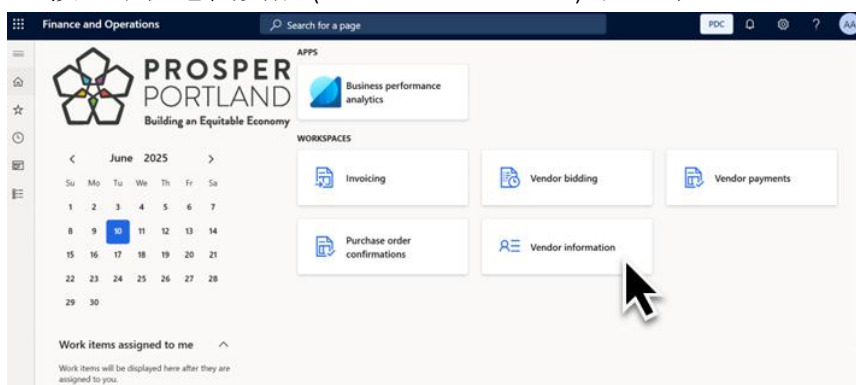 Finance and Operations
Search for a page
PDC
?
AA
PROSPER
PORTLAND
Building an Equitable Economy
APPS
Business performance
analytics
WORKSPACES
Invoicing
Vendor bidding
Vendor payments
Purchase order
confirmations
Vendor information
June 2025
Su Mo Tu We Th Fr Sa
1 2 3 4 5 6 7
8 9 10 11 12 13 14
15 16 17 18 19 20 21
22 23 24 25 26 27 28
29 30
Work items assigned to me
Work items will be displayed here after they are
assigned to you.